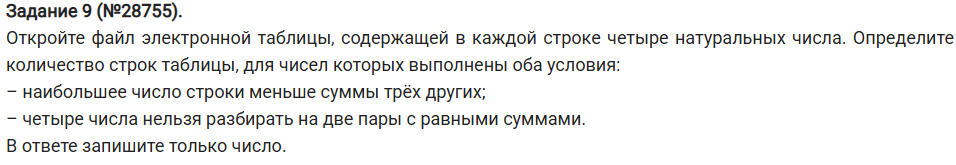 Задание 9 (№28755).
Откройте файл электронной таблицы, содержащей в каждой строке четыре натуральных числа. Определите
количество строк таблицы, для чисел которых выполнены оба условия:
– наибольшее число строки меньше суммы трёх других;
– четыре числа нельзя разбирать на две пары с равными суммами.
В ответе запишите только число.